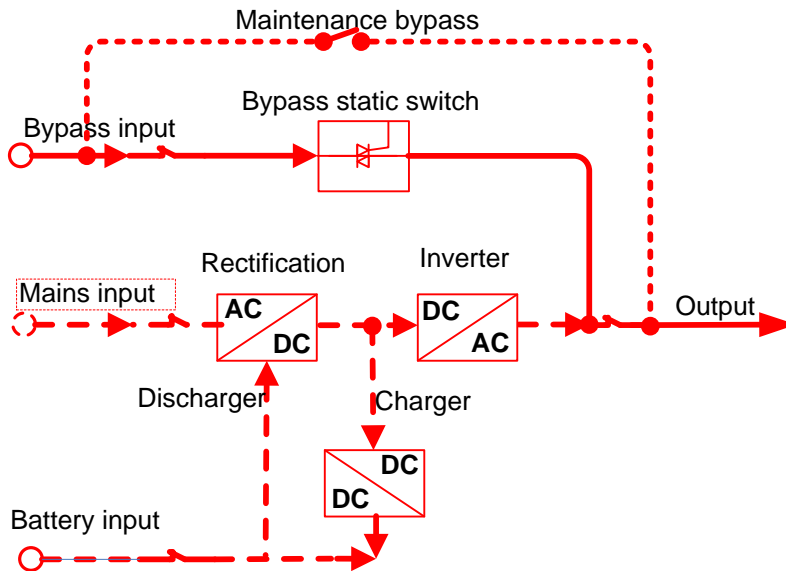 Maintenance bypass
Bypass static switch
Bypass input
Rectification
Inverter
Mains input
AC
DC
DC
AC
Output
Discharger
Charger
DC
DC
Battery input